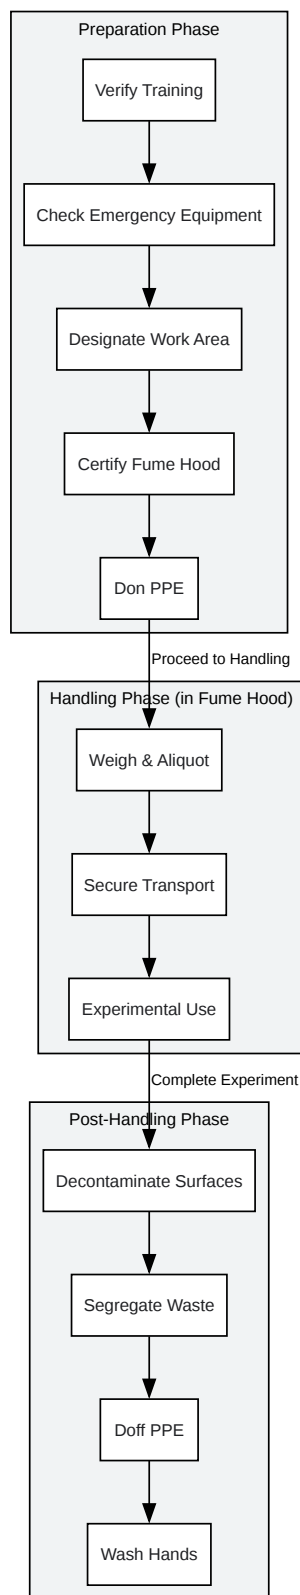 Preparation Phase
Verify Training
Check Emergency Equipment
Designate Work Area
Certify Fume Hood
Don PPE
Proceed to Handling
Handling Phase (in Fume Hood)
Weigh & Aliquot
Secure Transport
Experimental Use
Complete Experiment
Post-Handling Phase
Decontaminate Surfaces
Segregate Waste
Doff PPE
Wash Hands